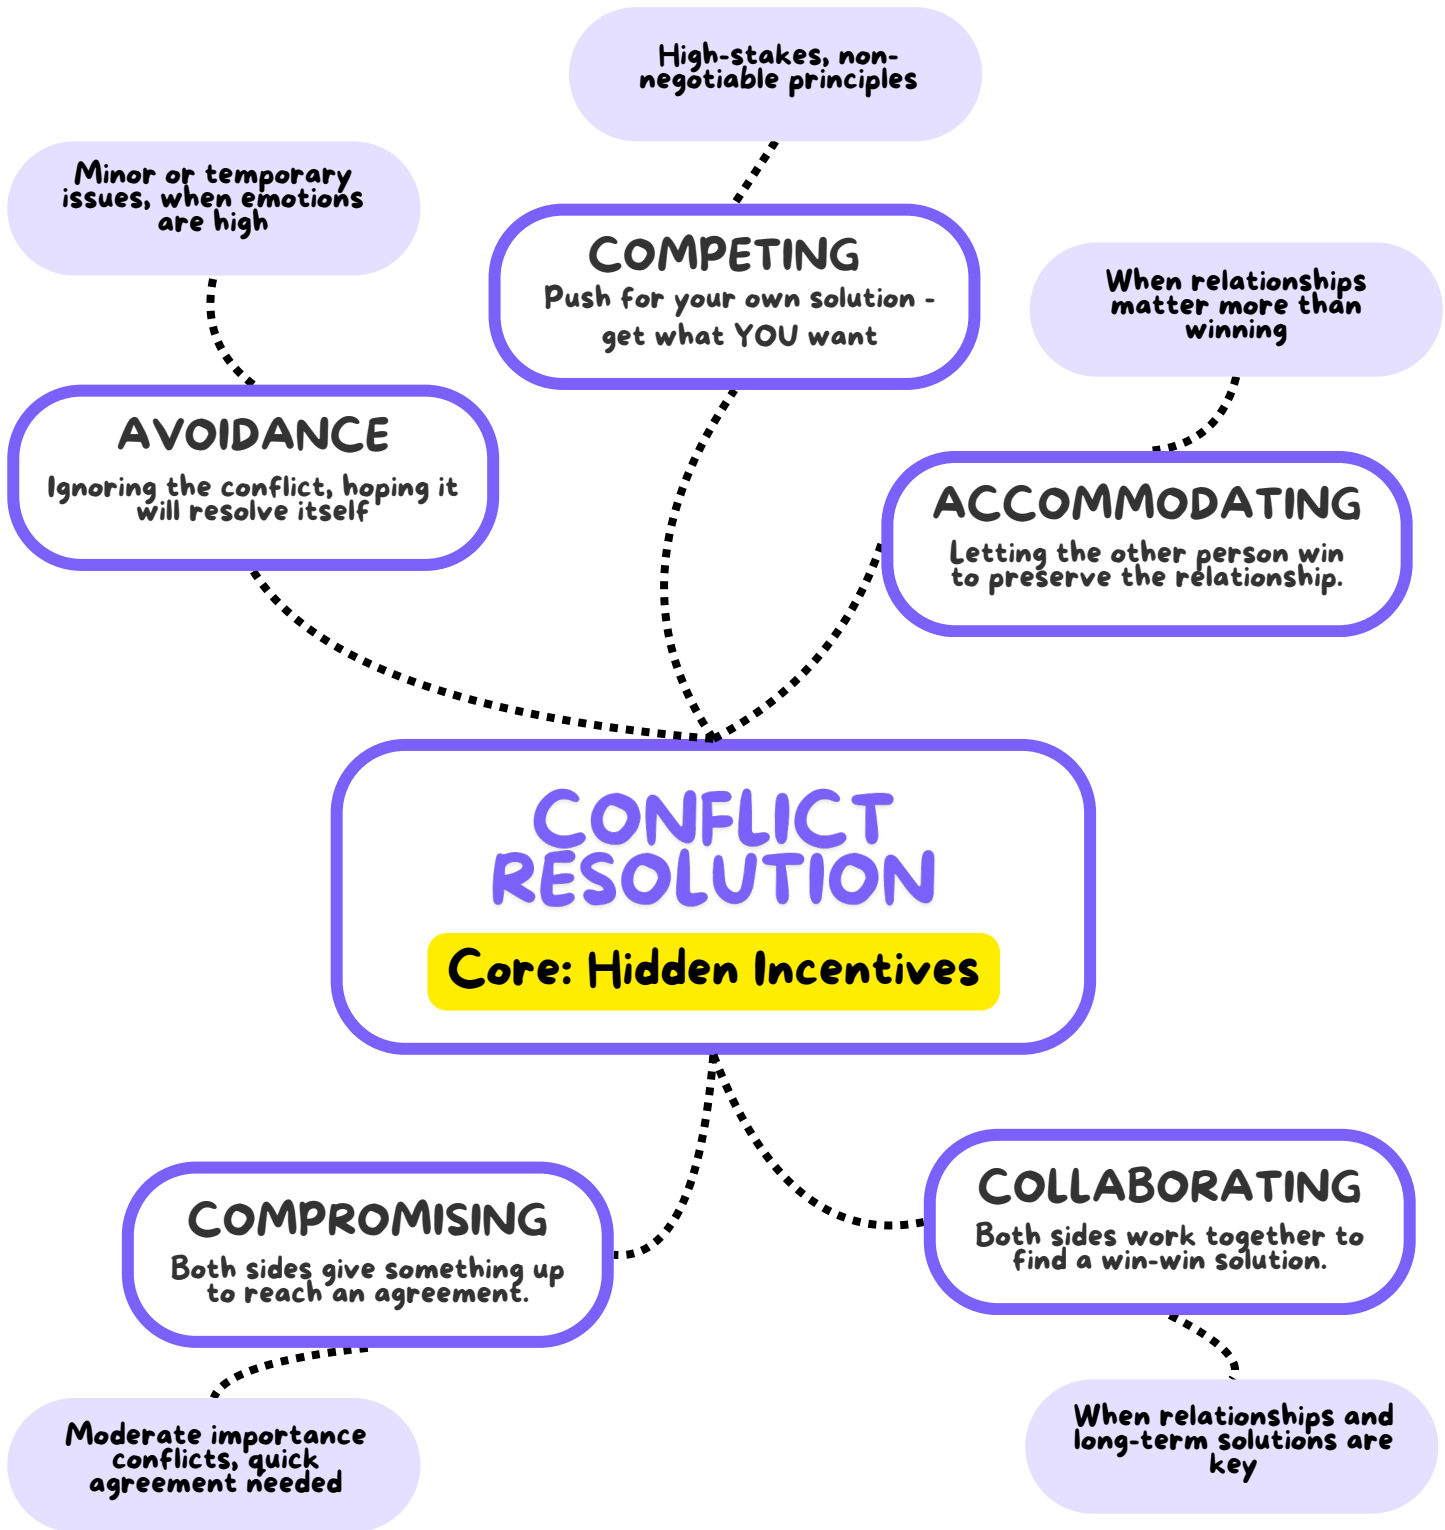 High-stakes, non-
negotiable principles
Minor or temporary
issues, when emotions
are high
COMPETING
Push for your own solution -
get what YOU want
When relationships
matter more than
winning
AVOIDANCE
Ignoring the conflict, hoping it
will resolve itself
ACCOMMODATING
Letting the other person win
to preserve the relationship.
CONFLICT
RESOLUTION
Core: Hidden Incentives
COMPROMISING
Both sides give something up
to reach an agreement.
COLLABORATING
Both sides work together to
find a win-win solution.
Moderate importance
conflicts, quick
agreement needed
When relationships and
long-term solutions are
key